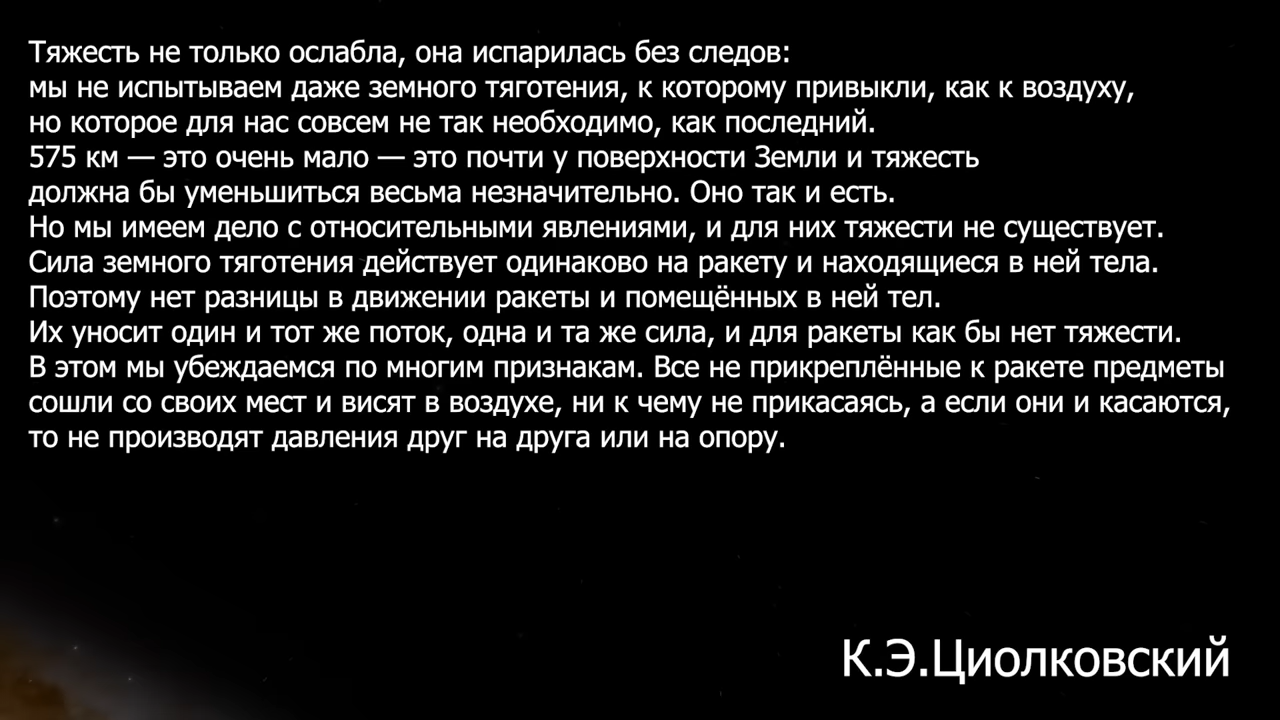 Тяжесть не только ослабла, она испарилась без следов:
мы не испытываем даже земного тяготения, к которому привыкли, как к воздуху,
но которое для нас совсем не так необходимо, как последний.
575 км — это очень мало — это почти у поверхности Земли и тяжесть
должна бы уменьшиться весьма незначительно. Оно так и есть.
Но мы имеем дело с относительными явлениями, и для них тяжести не существует.
Сила земного тяготения действует одинаково на ракету и находящиеся в ней тела.
Поэтому нет разницы в движении ракеты и помещённых в ней тел.
Их уносит один и тот же поток, одна и та же сила, и для ракеты как бы нет тяжести.
В этом мы убеждаемся по многим признакам. Все не прикреплённые к ракете предметы
сошли со своих мест и висят в воздухе, ни к чему не прикасаясь, а если они и касаются,
то не производят давления друг на друга или на опору.
К.Э.Циолковский